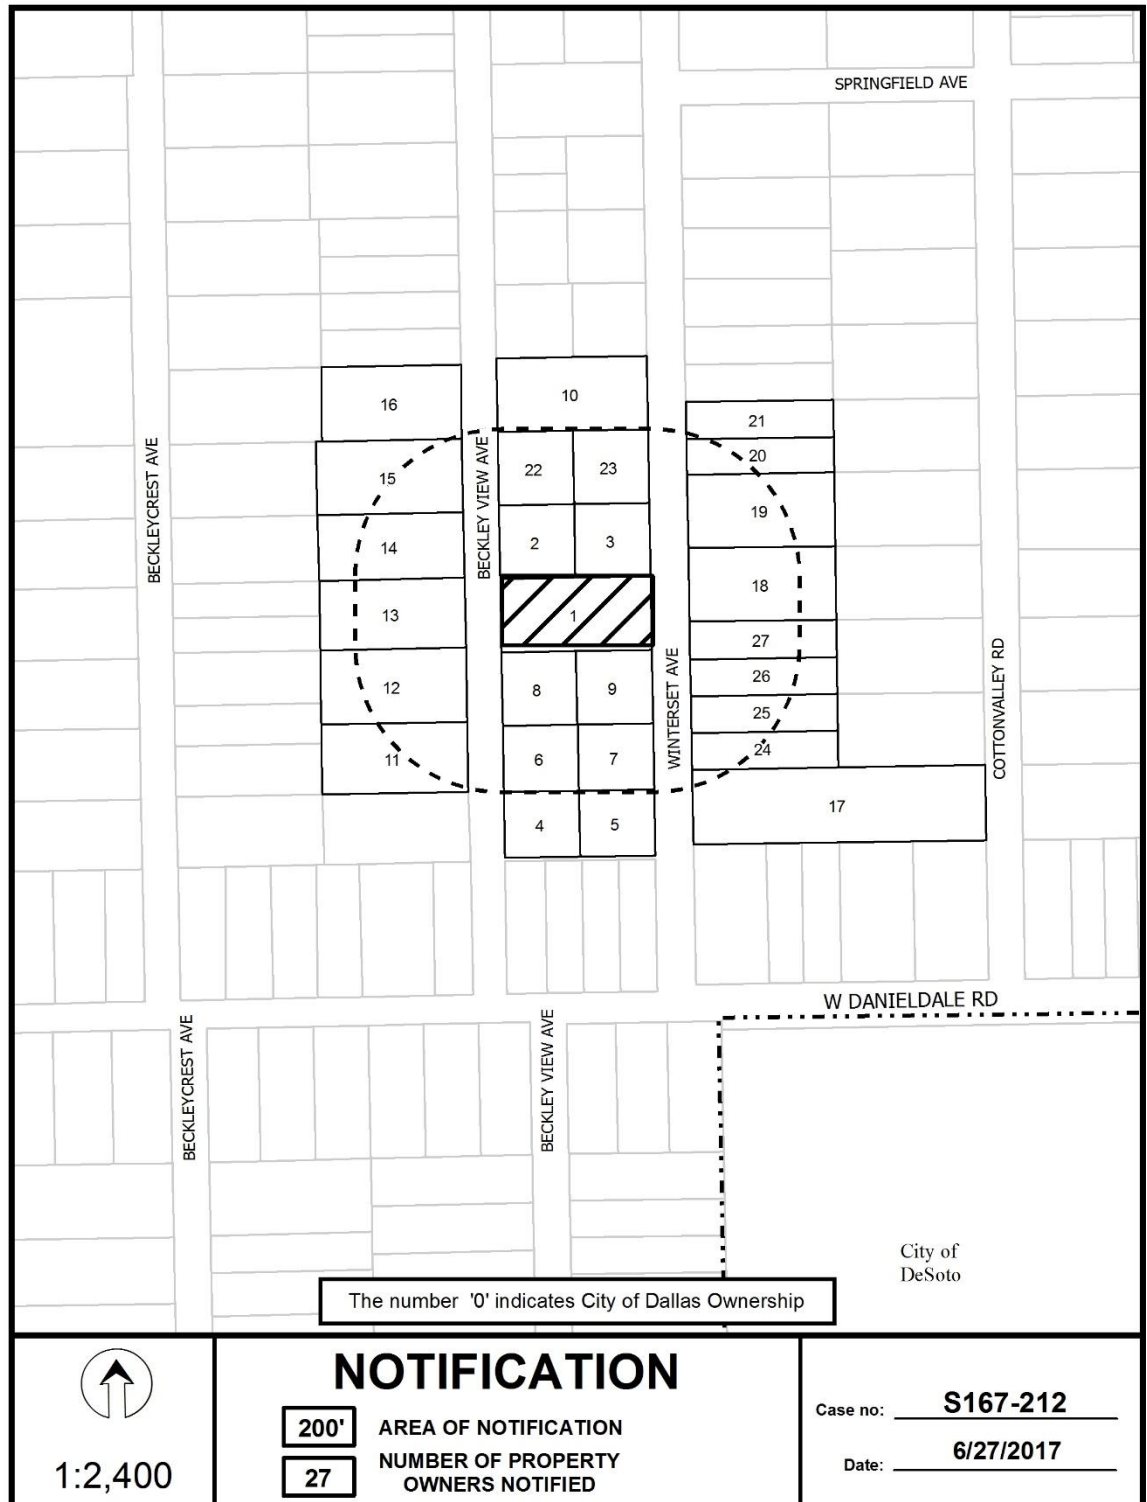 SPRINGFIELD AVE
16
10
21
BECKLEYCREST AVE
15
BECKLEY VIEW AVE
22
23
20
19
14
2
3
13
1
18
27
12
8
9
WINTERSET AVE
26
COTTONVALLEY RD
25
11
6
7
24
4
5
17
W DANIELDALE RD
BECKLEYCREST AVE
BECKLEY VIEW AVE
City of
DeSoto
The number '0' indicates City of Dallas Ownership
1:2,400
NOTIFICATION
200' AREA OF NOTIFICATION
27 NUMBER OF PROPERTY
OWNERS NOTIFIED
Case no: S167-212
Date: 6/27/2017